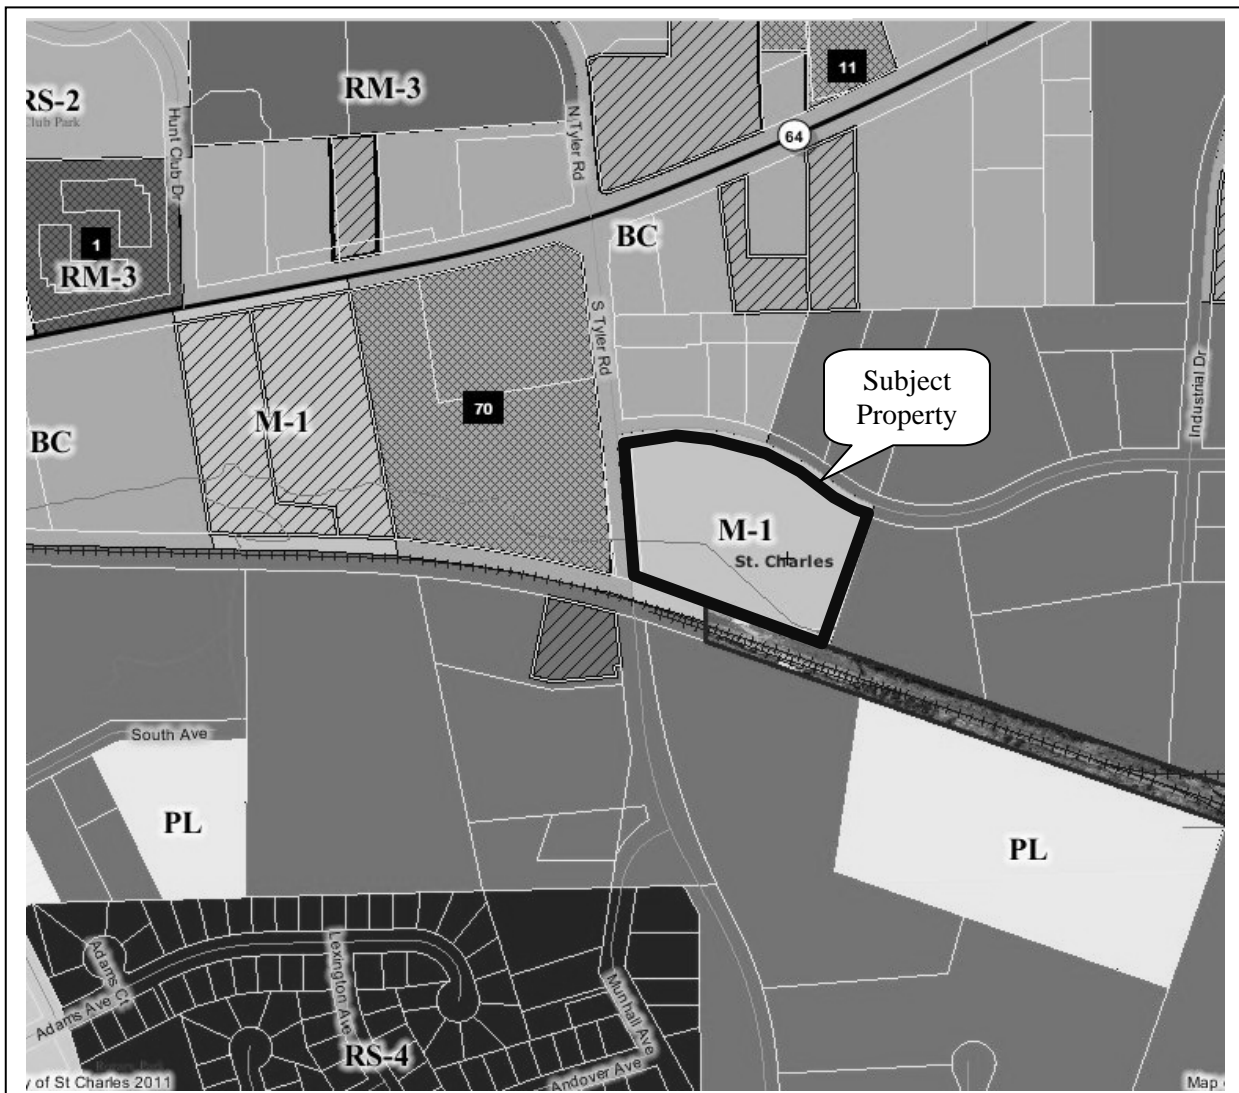 11
RM-3
RS-2
Club Park
Hunt Club Dr
N Tyler Rd
64
1
RM-3
BC
S Tyler Rd
Industrial Dr
Subject
Property
70
M-1
BC
M-1
St. Charles
South Ave
PL
PL
Adams Ct
Lexington Ave
Adams Ave
Munhall Ave
RS-4
Andover Ave
y of St Charles 2011
Map